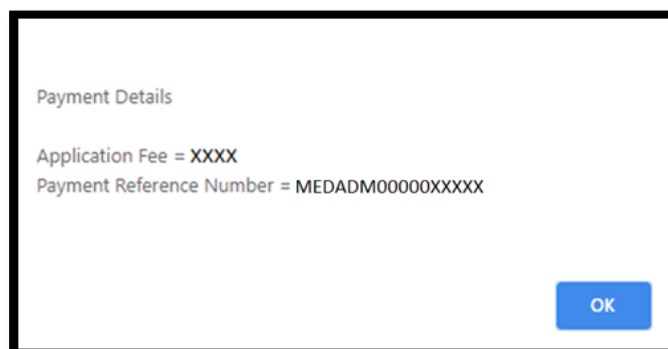 Payment Details
Application Fee = XXXX
Payment Reference Number = MEDADM00000XXXXX
OK